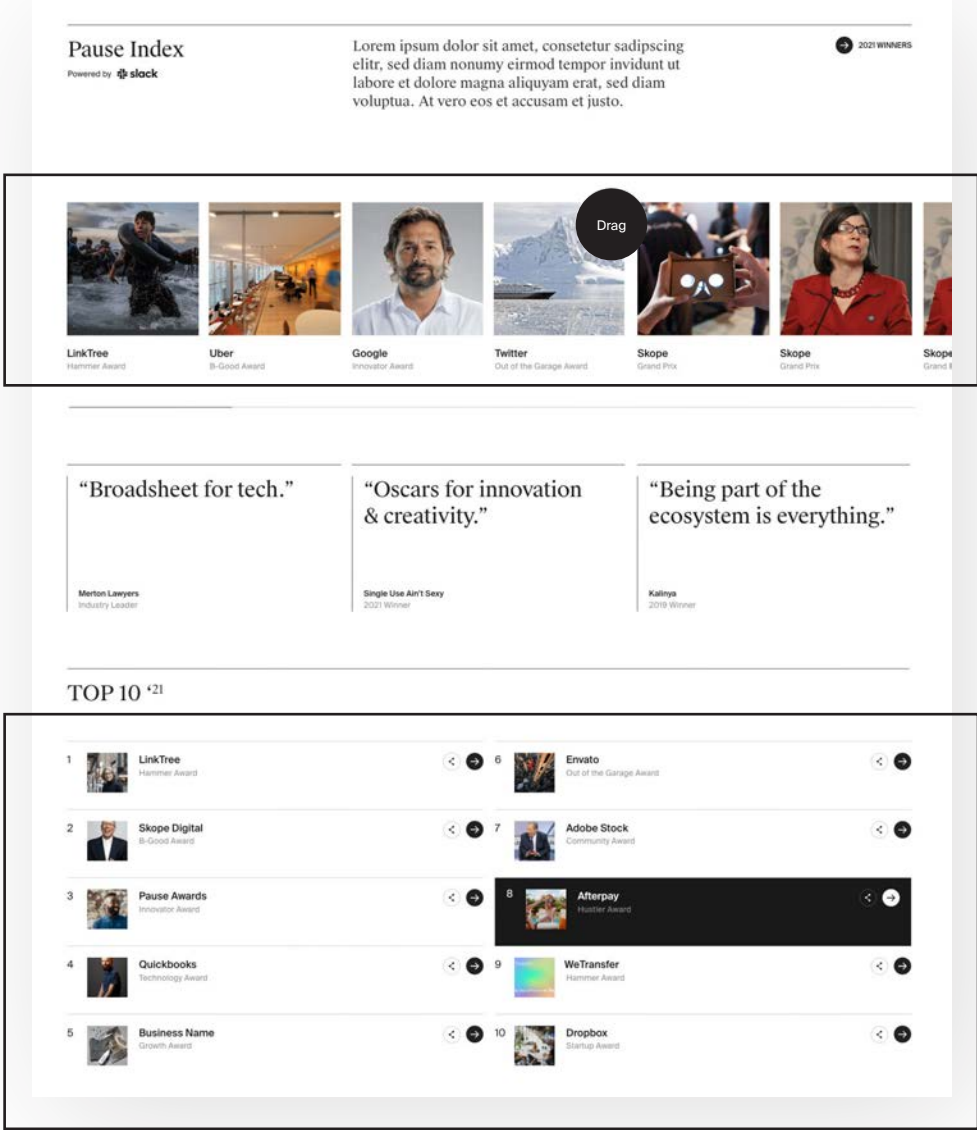 Pause Index
Powered by slack
Lorem ipsum dolor sit amet, consetetur sadipscing
elitr, sed diam nonumy eirmod tempor invidunt ut
labore et dolore magna aliquyam erat, sed diam
voluptua. At vero eos et accusam et justo.
2021 WINNERS
Drag
LinkTree
Hammer Award
Uber
B-Good Award
Google
Innovator Award
Twitter
Out of the Garage Award
Skope
Grand Prix
Skope
Grand Prix
Skope
Grand
“Broadsheet for tech.”
Merton Lawyers
Industry Leader
“Oscars for innovation
& creativity.”
Single Use Ain't Sexy
2021 Winner
“Being part of the
ecosystem is everything.”
Kalinya
2019 Winner
TOP 10 ‘21
1
LinkTree
Hammer Award
2
Skope Digital
B-Good Award
3
Pause Awards
Innovator Award
4
Quickbooks
Technology Award
5
Business Name
Growth Award
6
Envato
Out of the Garage Award
7
Adobe Stock
Community Award
8
Afterpay
Hustler Award
9
WeTransfer
Hammer Award
10
Dropbox
Startup Award